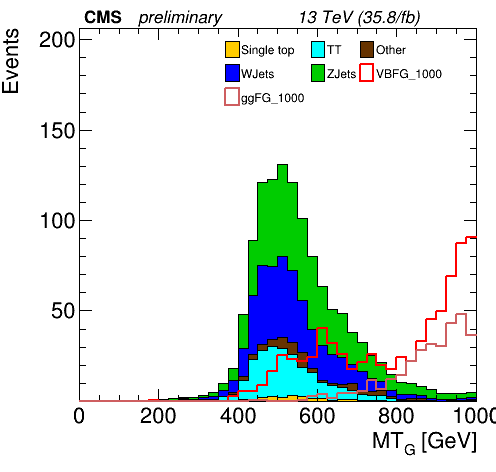 CMS preliminary 13 TeV (35.8/fb)
Events
Single top TT Other
WJets ZJets VBFG_1000
ggFG_1000
200
150
100
50
0 200 400 600 800 1000
MT_G [GeV]